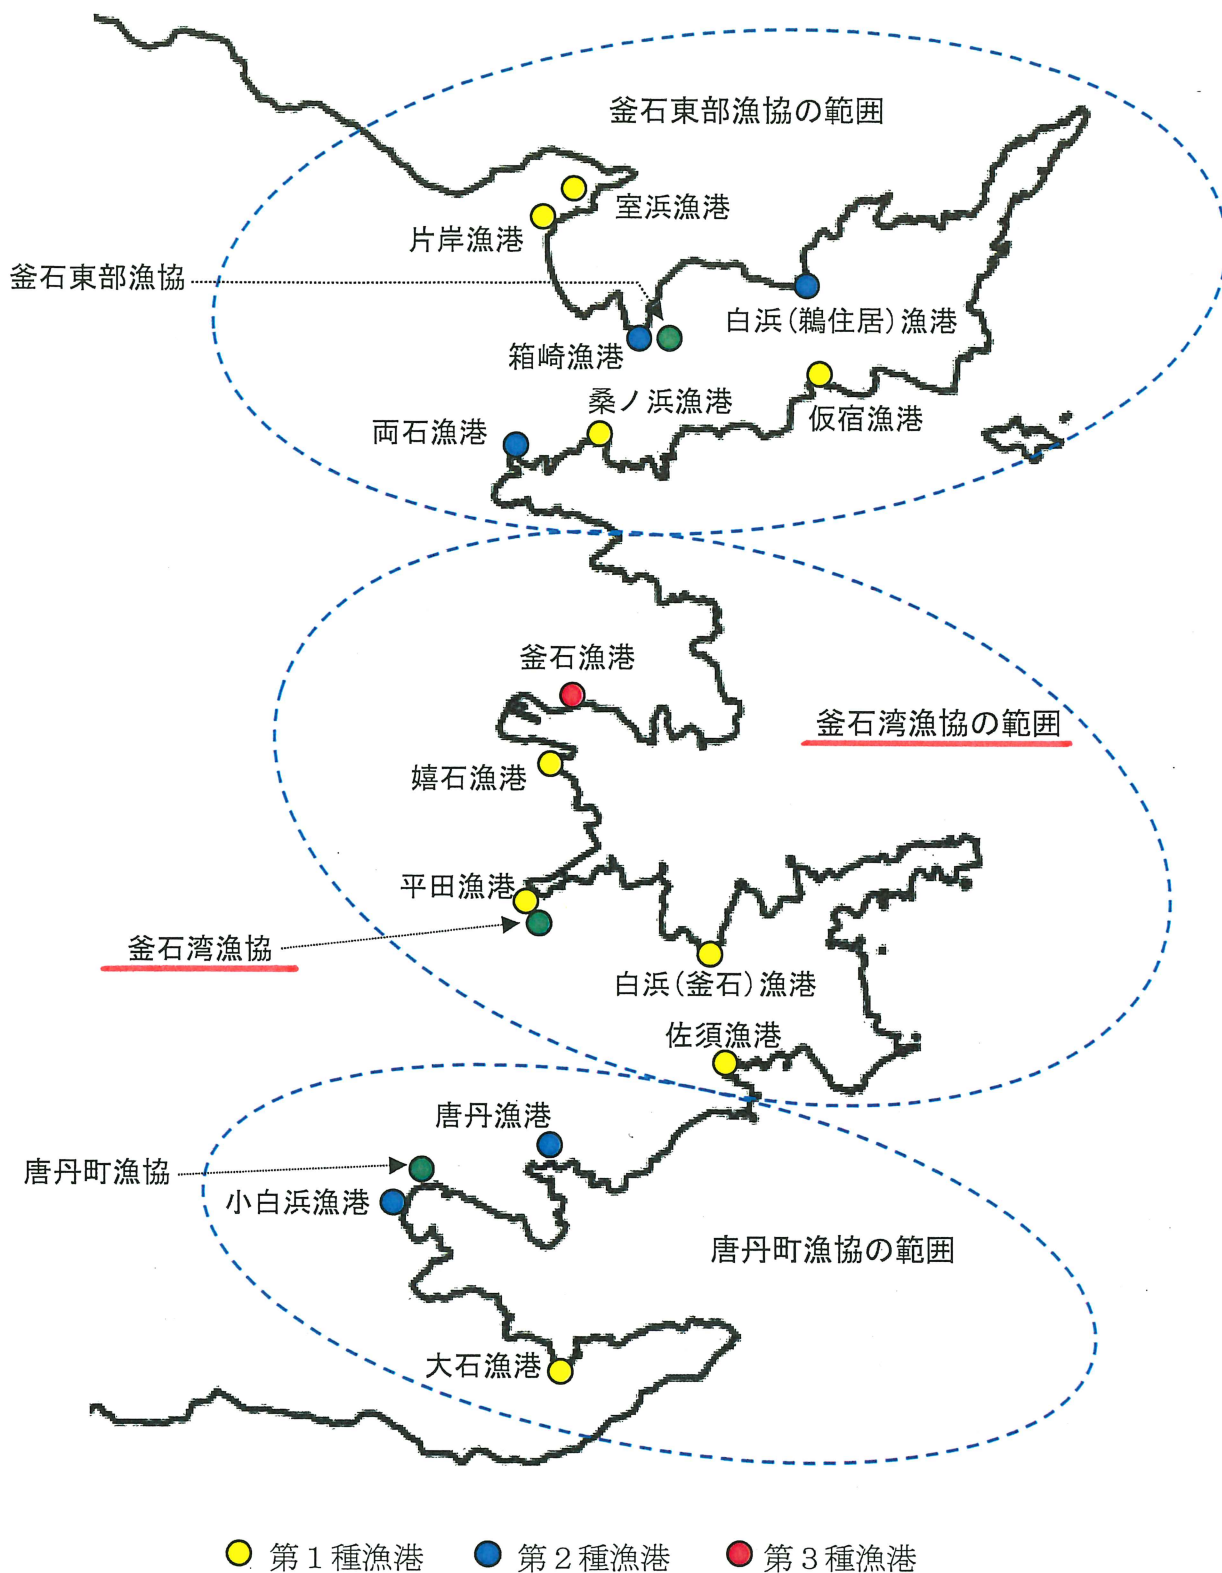 釜石東部漁協の範囲
室浜漁港
片岸漁港
釜石東部漁協
白浜（鵜住居）漁港
箱崎漁港
桑ノ浜漁港
仮宿漁港
両石漁港
釜石漁港
釜石湾漁協の範囲
嬉石漁港
平田漁港
釜石湾漁協
白浜（釜石）漁港
佐須漁港
唐丹漁港
唐丹町漁協
小白浜漁港
唐丹町漁協の範囲
大石漁港
第１種漁港 第２種漁港 第３種漁港